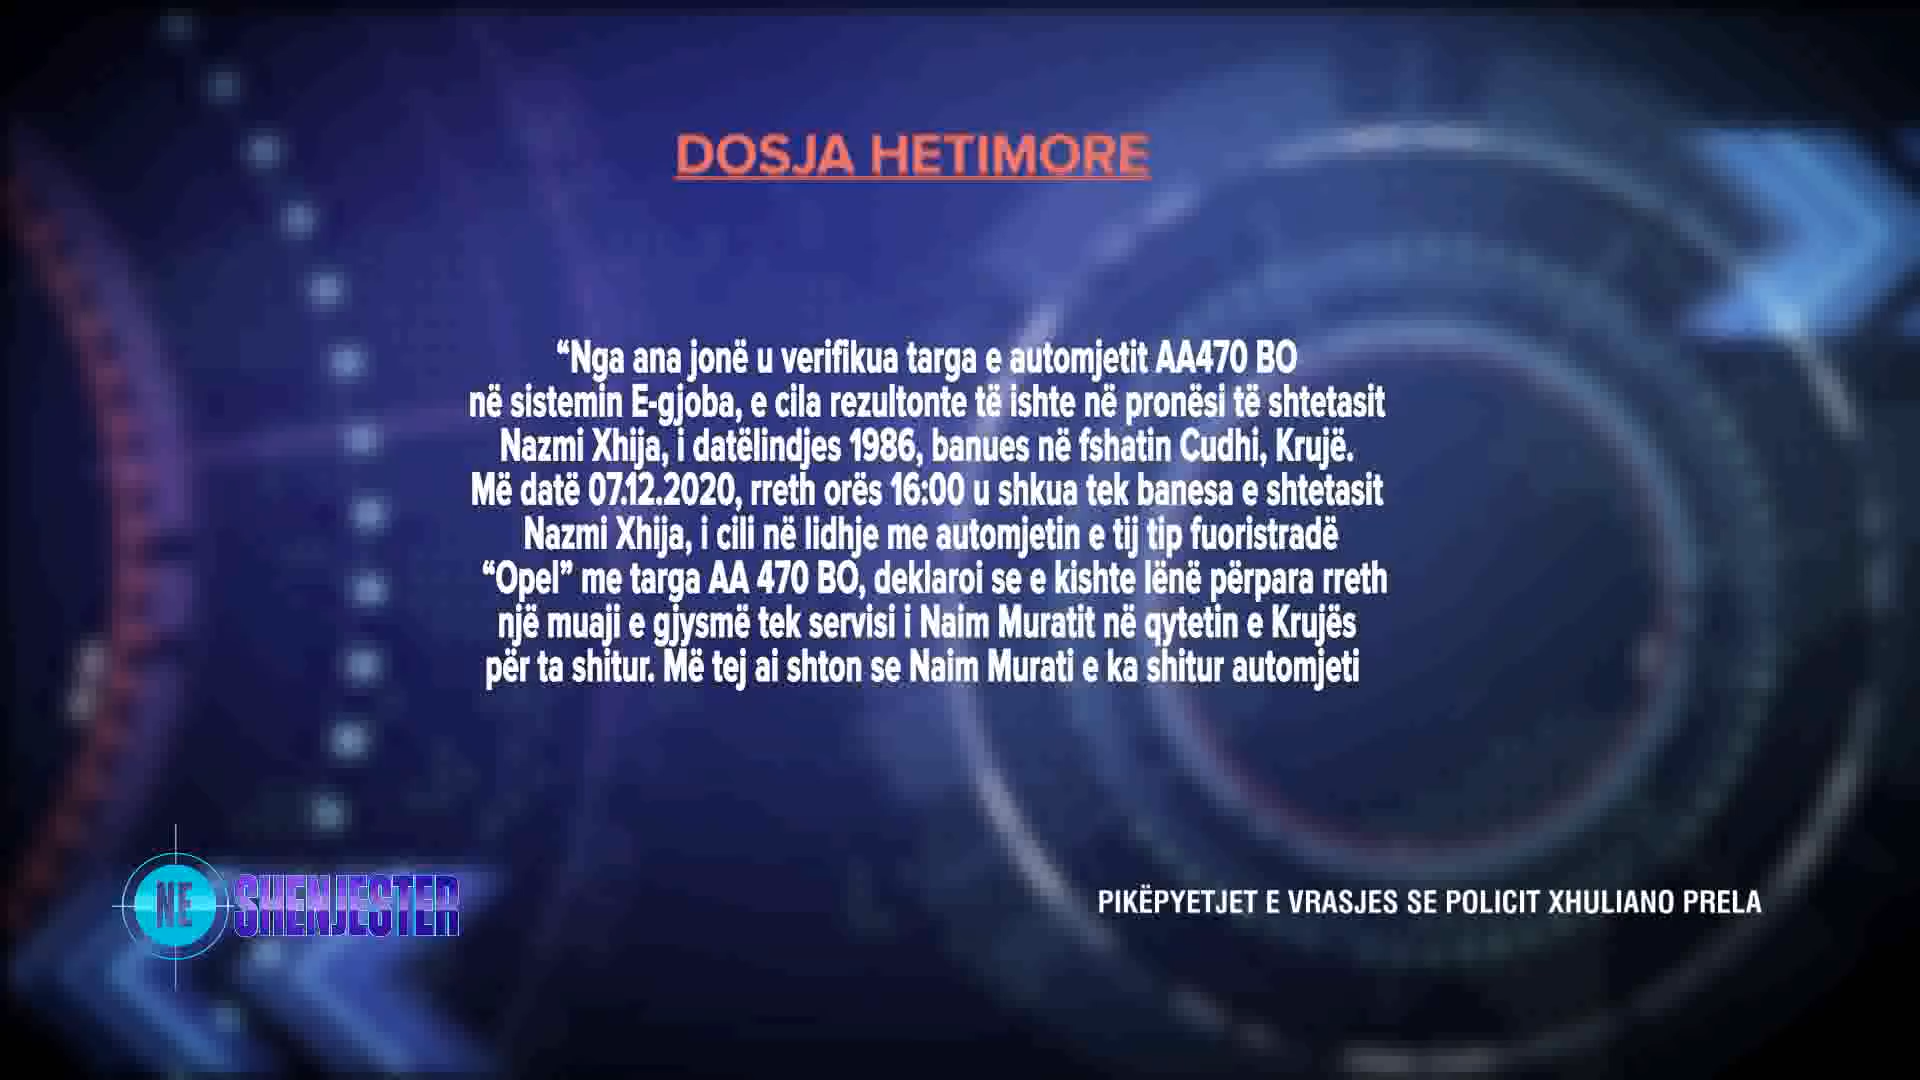 DOSJA HETIMORE
“Nga ana jonë u verifikua targa e automjetit AA470 BO
në sistemin E-gjoba, e cila rezultonte të ishte në pronësi të shtetasit
Nazmi Xhija, i datëlindjes 1986, banues në fshatin Cudhi, Krujë.
Më datë 07.12.2020, rreth orës 16:00 u shkua tek banesa e shtetasit
Nazmi Xhija, i cili në lidhje me automjetin e tij tip fuoristradë
“Opel” me targa AA 470 BO, deklaroi se e kishte lënë përpara rreth
një muaji e gjysmë tek servisi i Naim Muratit në qytetin e Krujës
për ta shitur. Më tej ai shton se Naim Murati e ka shitur automjeti
NE SHENJESTER
PIKËPYETJET E VRASJES SE POLICIT XHULIANO PRELA